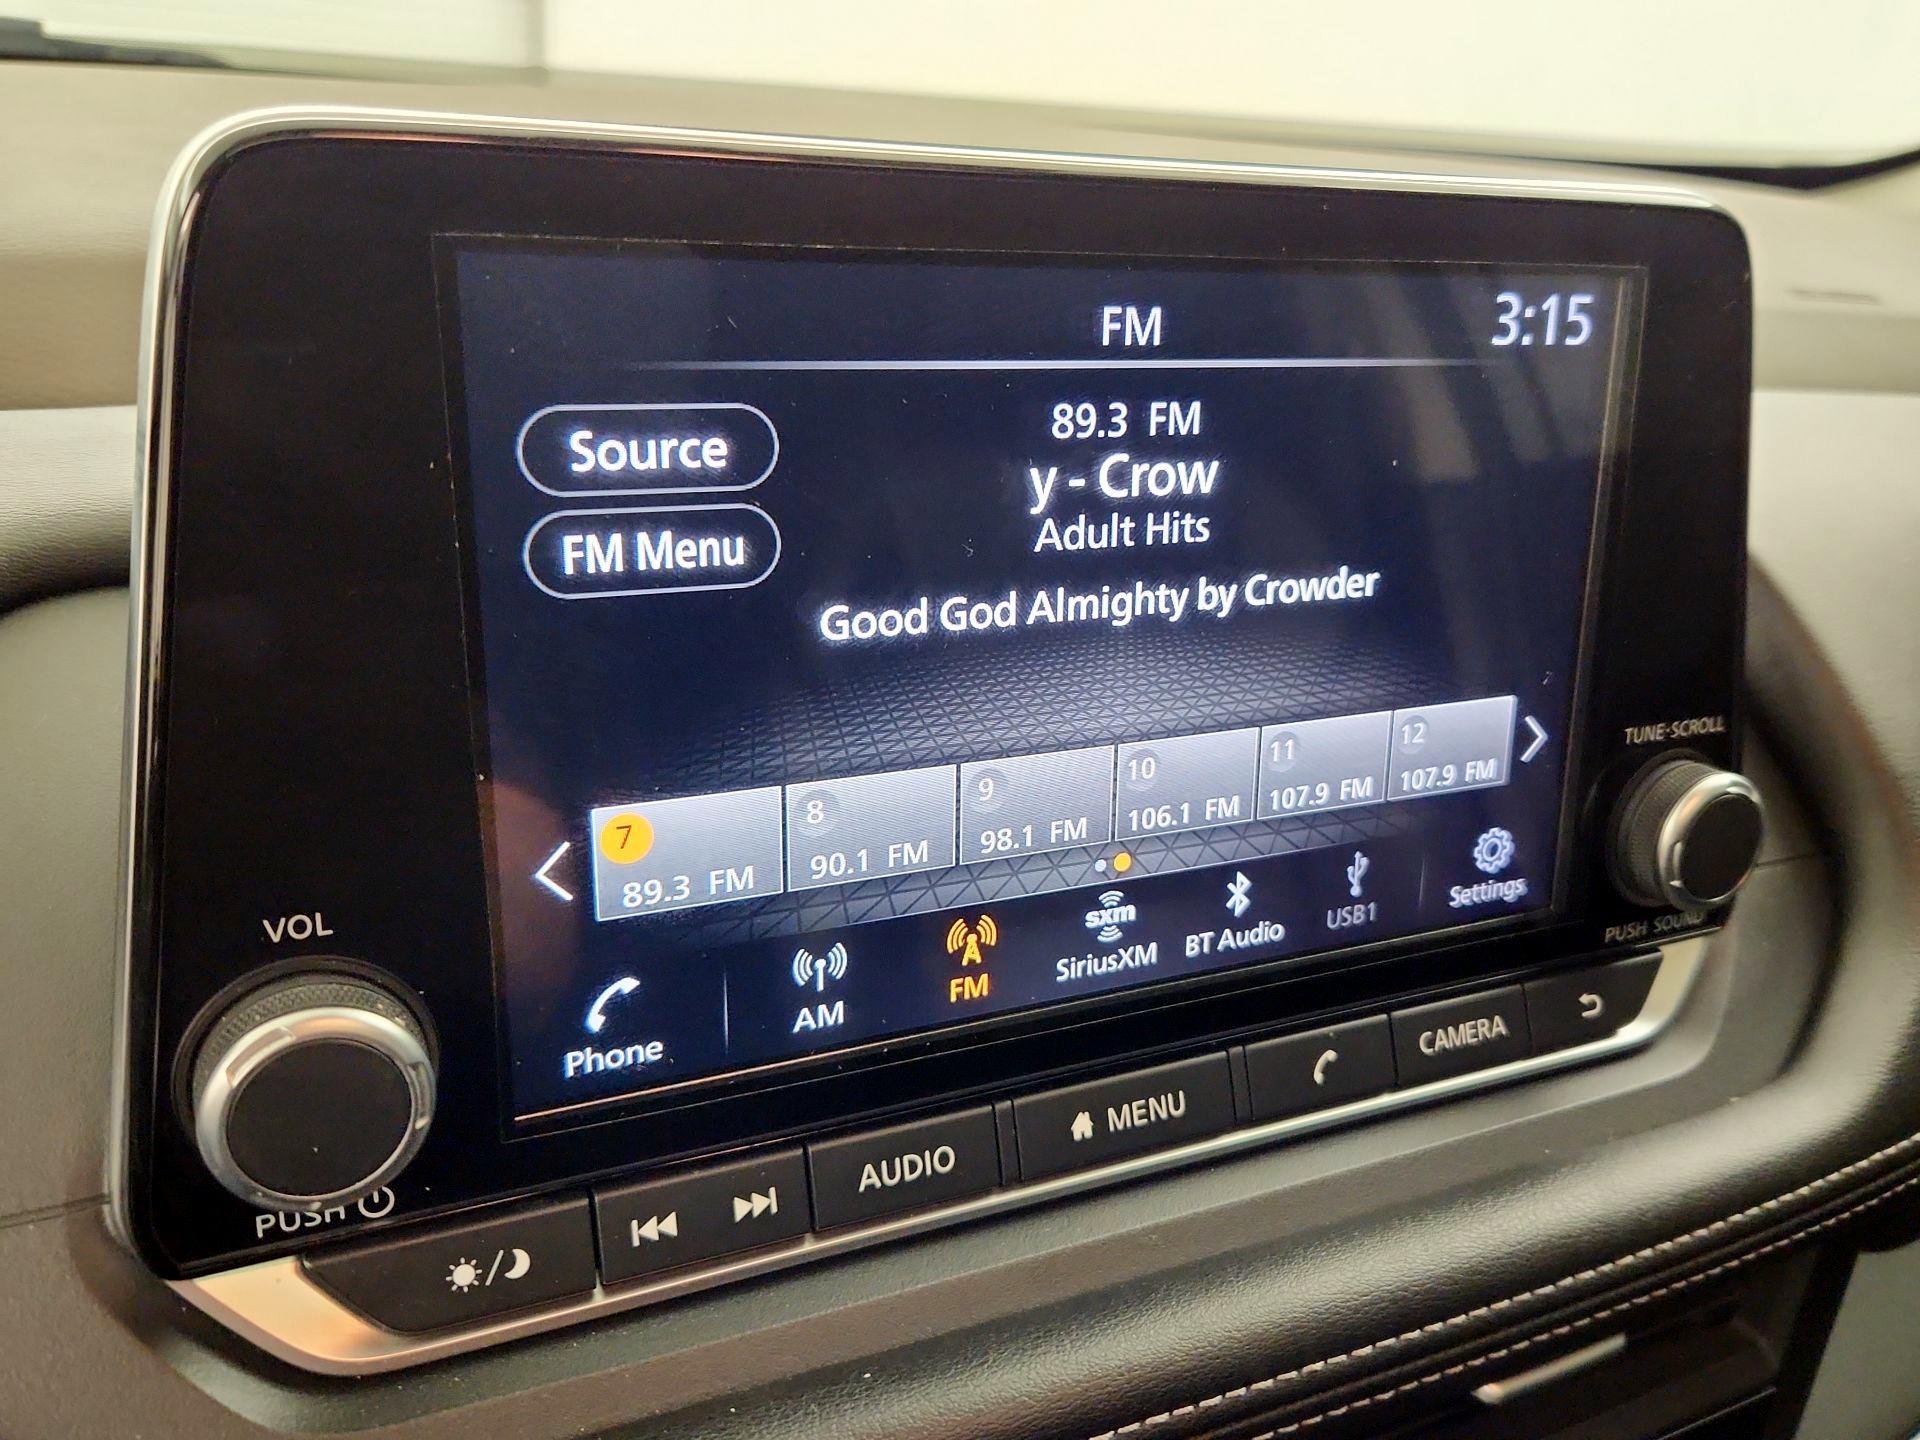 FM
3:15
Source
89.3 FM
y - Crow
Adult Hits
FM Menu
Good God Almighty by Crowder
7
89.3 FM
8
90.1 FM
9
98.1 FM
10
106.1 FM
11
107.9 FM
12
107.9 FM
Phone
AM
FM
sxm
SiriusXM
BT Audio
USB1
Settings
VOL
PUSH
TUNE·SCROLL
PUSH SOUND
AUDIO
MENU
CAMERA